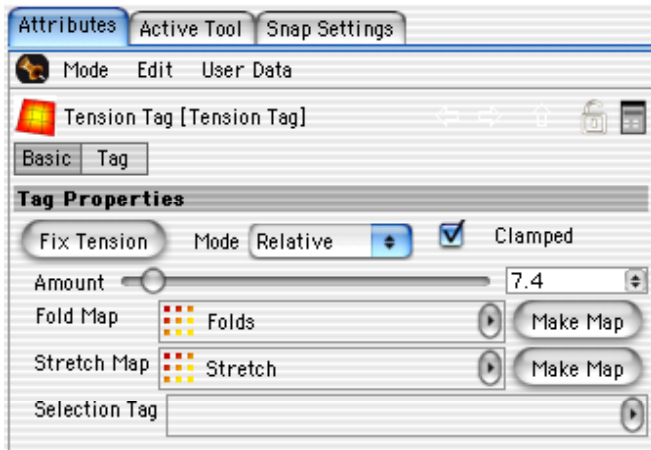 Attributes Active Tool Snap Settings
Mode Edit User Data
Tension Tag [Tension Tag]
Basic Tag
Tag Properties
Fix Tension Mode Relative Clamped
Amount 7.4
Fold Map Folds Make Map
Stretch Map Stretch Make Map
Selection Tag